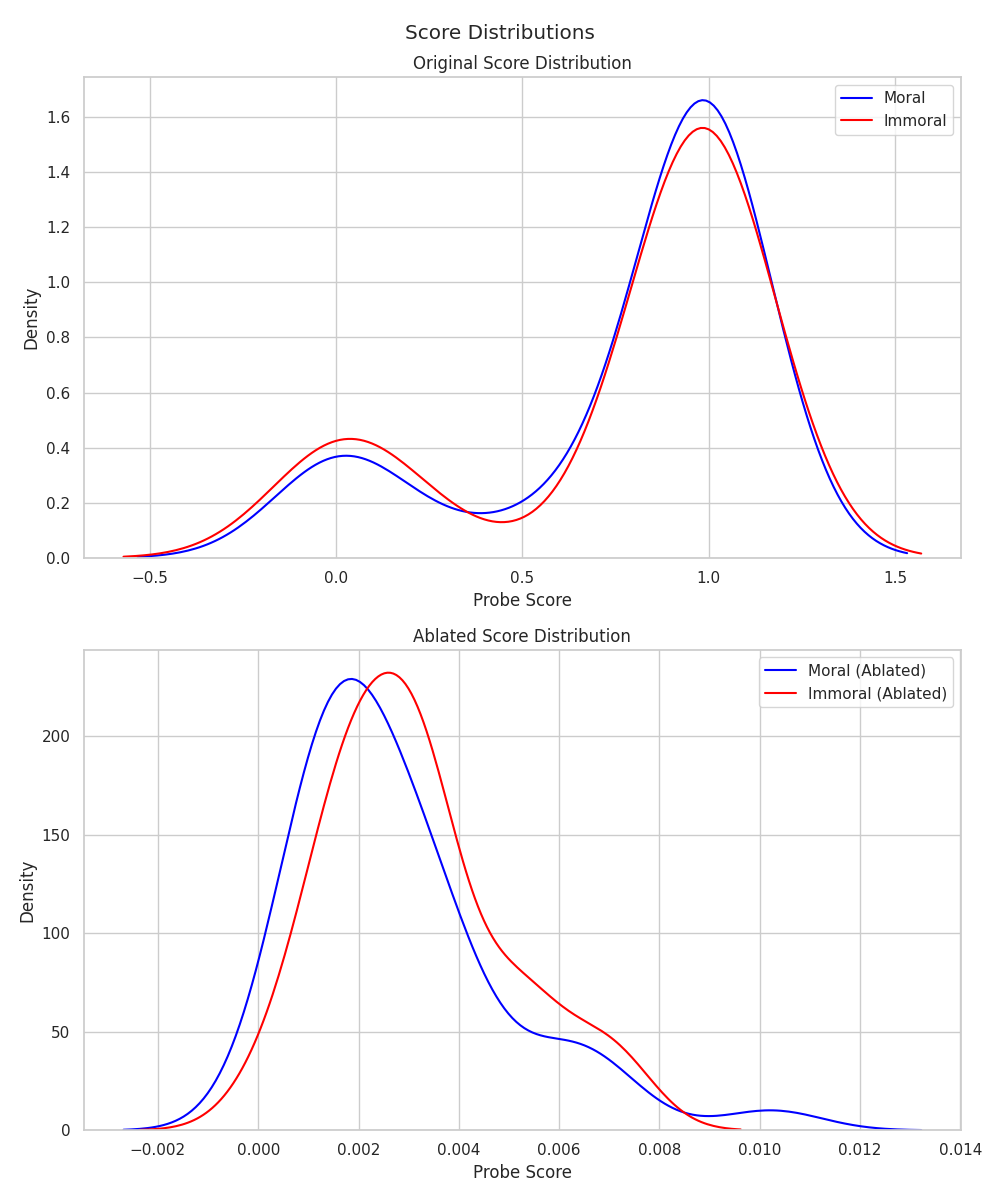 Score Distributions
Original Score Distribution
Moral
Immoral
1.6
1.4
1.2
1.0
0.8
0.6
0.4
0.2
0.0
Density
−0.5 0.0 0.5 1.0 1.5
Probe Score
Ablated Score Distribution
Moral (Ablated)
Immoral (Ablated)
200
150
100
50
0
Density
−0.002 0.000 0.002 0.004 0.006 0.008 0.010 0.012 0.014
Probe Score